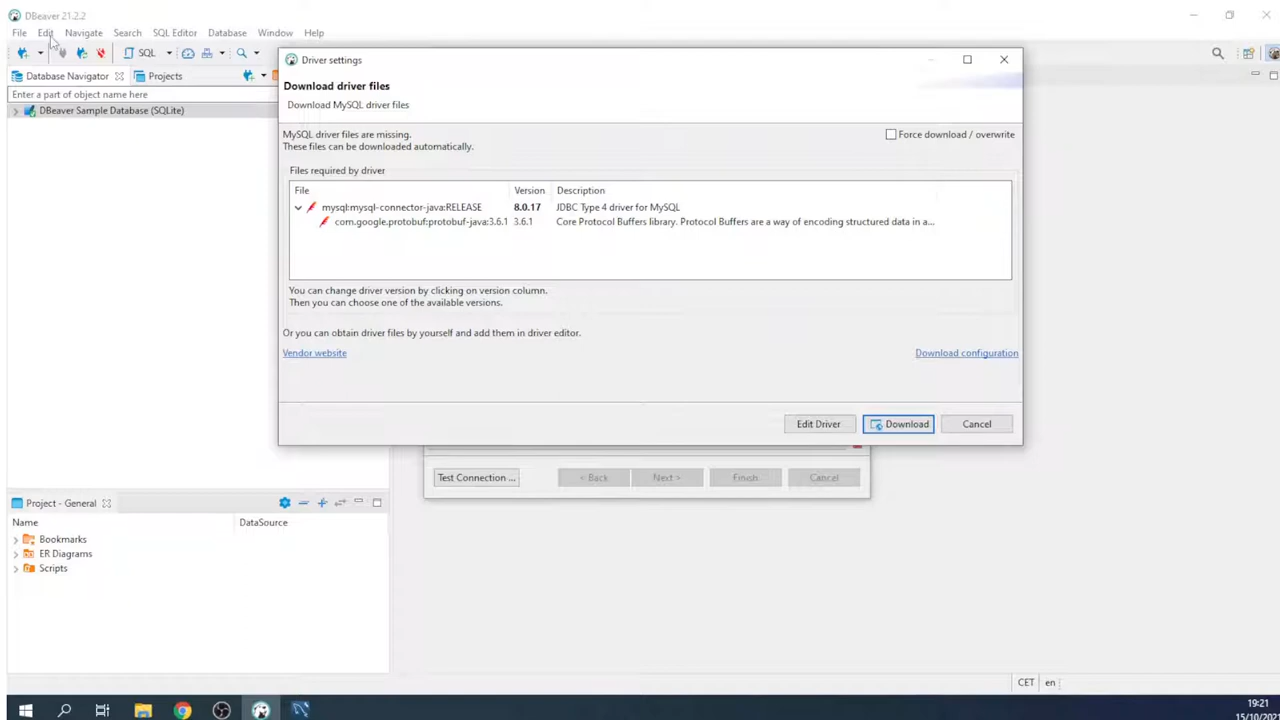 DBeaver 21.2.2
File Edit Navigate Search SQL Editor Database Window Help
SQL
Database Navigator Projects
Enter a part of object name here
DBeaver Sample Database (SQLite)
Driver settings
Download driver files
Download MySQL driver files
MySQL driver files are missing.
These files can be downloaded automatically.
Force download / overwrite
Files required by driver
File Version Description
mysql:mysql-connector-java:RELEASE 8.0.17 JDBC Type 4 driver for MySQL
com.google.protobuf:protobuf-java:3.6.1 3.6.1 Core Protocol Buffers library. Protocol Buffers are a way of encoding structured data in a...
You can change driver version by clicking on version column.
Then you can choose one of the available versions.
Or you can obtain driver files by yourself and add them in driver editor.
Vendor website Download configuration
Edit Driver Download Cancel
Test Connection ... < Back Next > Finish Cancel
Project - General
Name DataSource
Bookmarks
ER Diagrams
Scripts
CET en
19:21
15/10/2021